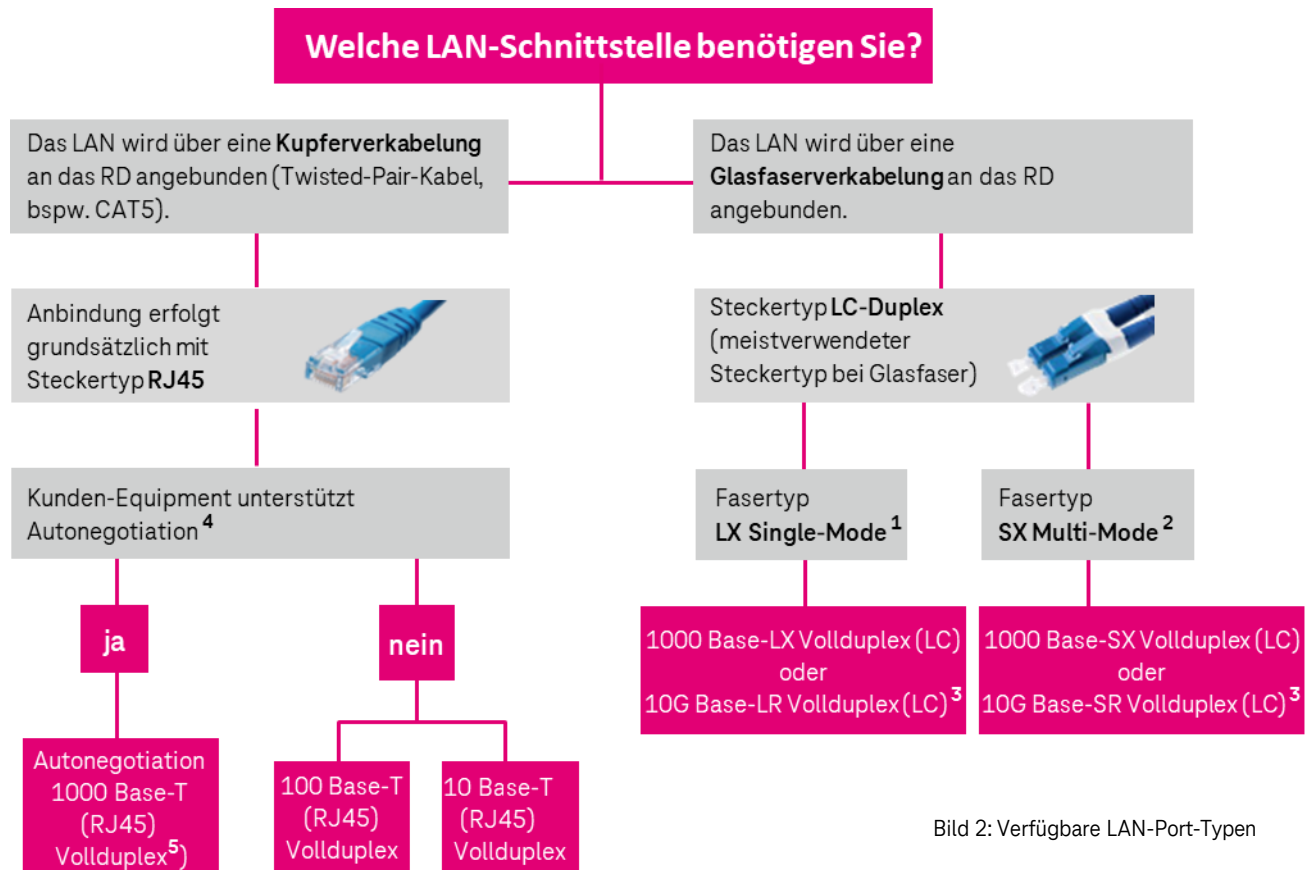 Welche LAN-Schnittstelle benötigen Sie?
Das LAN wird über eine Kupferverkabelung
an das RD angebunden (Twisted-Pair-Kabel,
bspw. CAT5).
Das LAN wird über eine
Glasfaserverkabelung an das RD
angebunden.
Anbindung erfolgt
grundsätzlich mit
Steckertyp RJ45
Steckertyp LC-Duplex
(meistverwendeter
Steckertyp bei Glasfaser)
Kunden-Equipment unterstützt
Autonegotiation 4
Fasertyp
LX Single-Mode 1
Fasertyp
SX Multi-Mode 2
ja
nein
1000 Base-LX Vollduplex (LC)
oder
10G Base-LR Vollduplex (LC) 3
1000 Base-SX Vollduplex (LC)
oder
10G Base-SR Vollduplex (LC) 3
Autonegotiation
1000 Base-T
(RJ45)
Vollduplex5)
100 Base-T
(RJ45)
Vollduplex
10 Base-T
(RJ45)
Vollduplex
Bild 2: Verfügbare LAN-Port-Typen